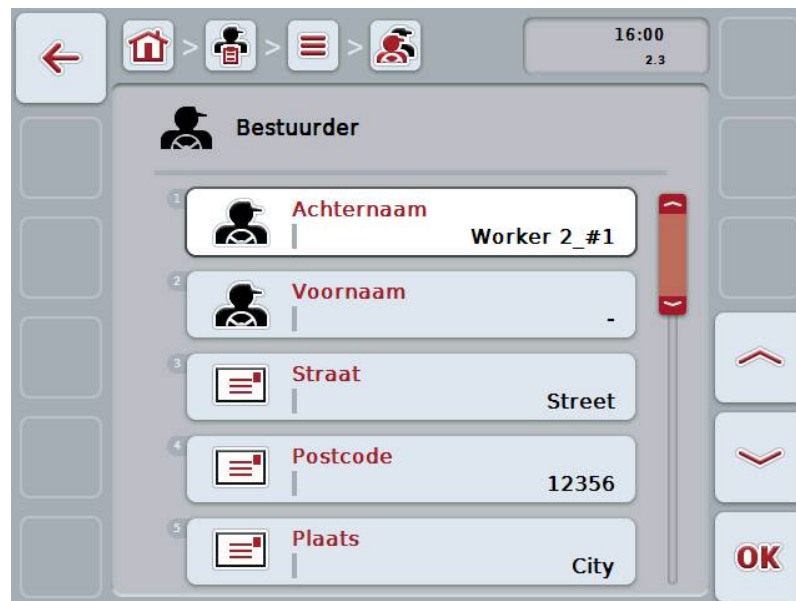 > > >
16:00
2.3
Bestuurder
1
Achternaam
Worker 2_#1
2
Voornaam
-
3
Straat
Street
4
Postcode
12356
5
Plaats
City
OK